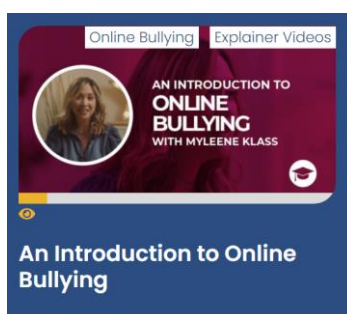 Online Bullying Explainer Videos
AN INTRODUCTION TO
ONLINE
BULLYING
WITH MYLEENE KLASS
An Introduction to Online
Bullying